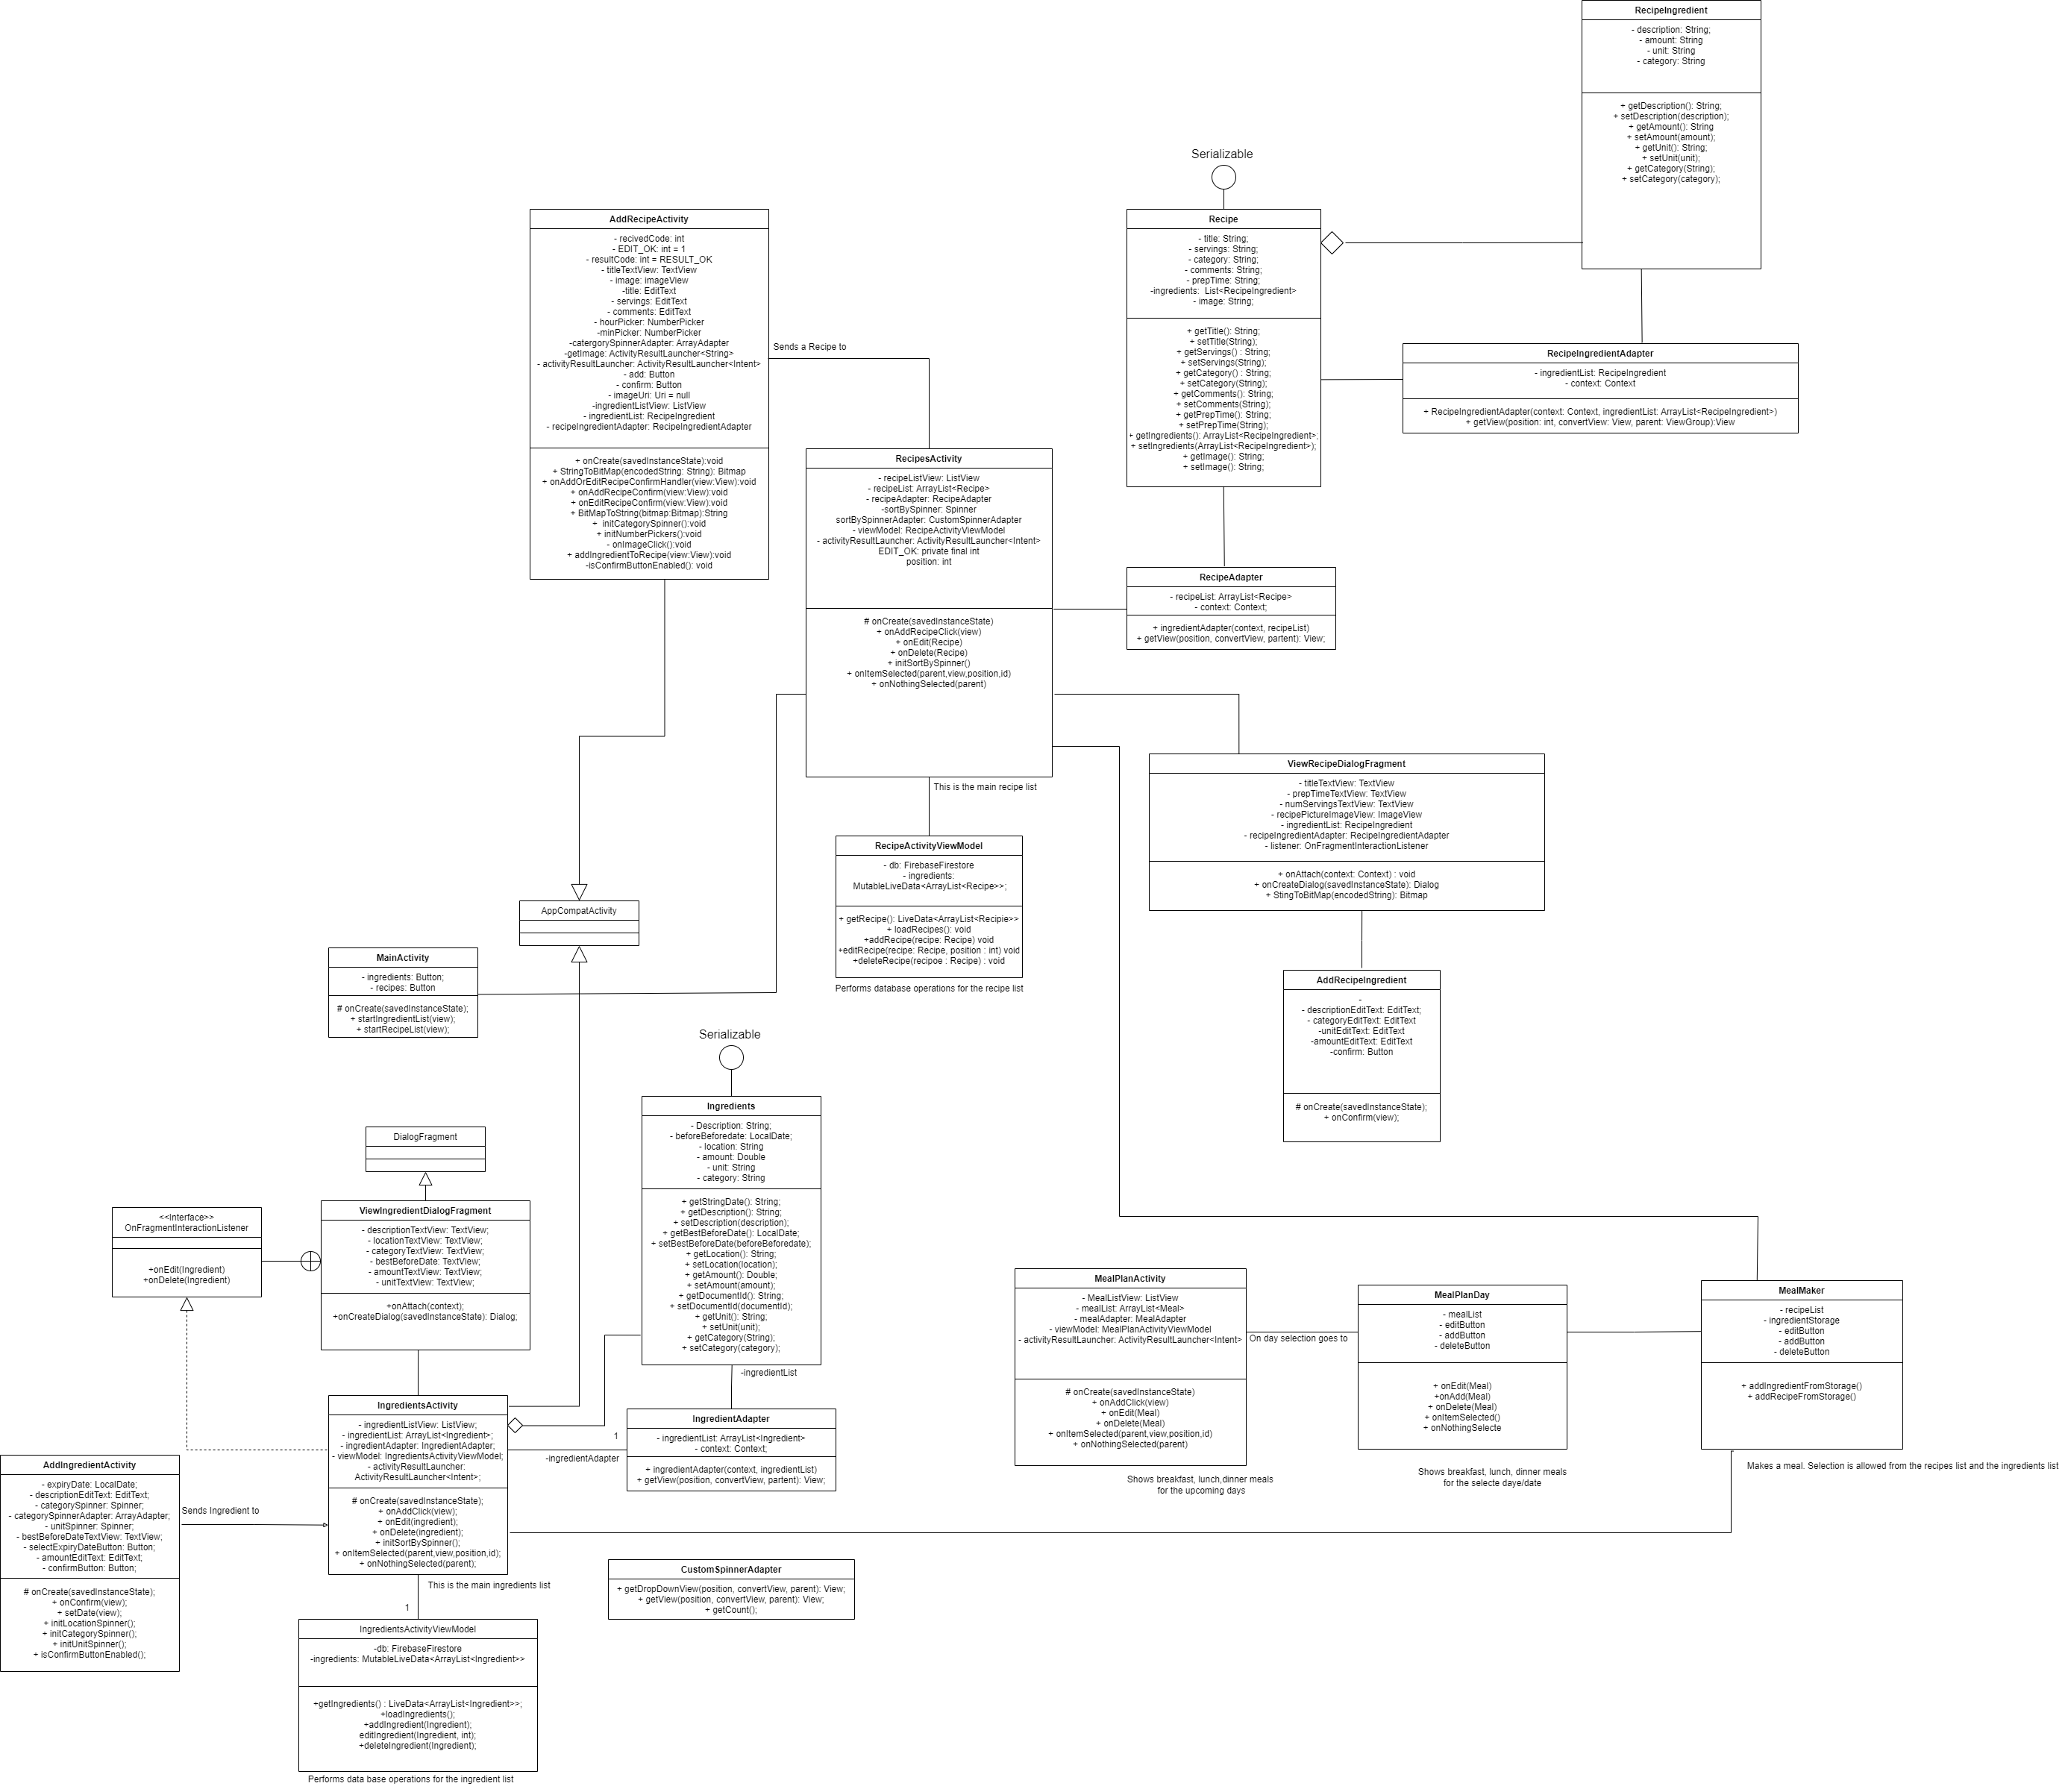 RecipeIngredient
- description: String;
- amount: String
- unit: String
- category: String
+ getDescription(): String;
+ setDescription(description);
+ getAmount(): String
+ setAmount(amount);
+ getUnit(): String;
+ setUnit(unit);
+ getCategory(String);
+ setCategory(category);
Serializable
Recipe
- title: String;
- servings: String;
- category: String;
- comments: String;
- prepTime: String;
-ingredients: List<RecipeIngredient>
- image: String;
+ getTitle(): String;
+ setTitle(String);
+ getServings() : String;
+ setServings(String);
+ getCategory() : String;
+ setCategory(String);
+ getComments(): String;
+ setComments(String);
+ getPrepTime(): String;
+ setPrepTime(String);
+ getIngredients(): ArrayList<RecipeIngredient>;
+ setIngredients(ArrayList<RecipeIngredient>);
+ getImage(): String;
+ setImage(): String;
RecipeIngredientAdapter
- ingredientList: RecipeIngredient
- context: Context
+ RecipeIngredientAdapter(context: Context, ingredientList: ArrayList<RecipeIngredient>)
+ getView(position: int, convertView: View, parent: ViewGroup):View
AddRecipeActivity
- recivedCode: int
- EDIT_OK: int = 1
- resultCode: int = RESULT_OK
- titleTextView: TextView
- image: imageView
-title: EditText
- servings: EditText
- comments: EditText
- hourPicker: NumberPicker
-minPicker: NumberPicker
-catergorySpinnerAdapter: ArrayAdapter
-getImage: ActivityResultLauncher<String>
- activityResultLauncher: ActivityResultLauncher<Intent>
- add: Button
- confirm: Button
- imageUri: Uri = null
-ingredientListView: ListView
- ingredientList: RecipeIngredient
- recipeIngredientAdapter: RecipeIngredientAdapter
+ onCreate(savedInstanceState):void
+ StringToBitMap(encodedString: String): Bitmap
+ onAddOrEditRecipeConfirmHandler(view:View):void
+ onAddRecipeConfirm(view:View):void
+ onEditRecipeConfirm(view:View):void
+ BitMapToString(bitmap:Bitmap):String
+ initCategorySpinner():void
+ initNumberPickers():void
- onImageClick():void
+ addIngredientToRecipe(view:View):void
-isConfirmButtonEnabled(): void
Sends a Recipe to
RecipesActivity
- recipeListView: ListView
- recipeList: ArrayList<Recipe>
- recipeAdapter: RecipeAdapter
-sortBySpinner: Spinner
sortBySpinnerAdapter: CustomSpinnerAdapter
- viewModel: RecipeActivityViewModel
- activityResultLauncher: ActivityResultLauncher<Intent>
EDIT_OK: private final int
position: int
# onCreate(savedInstanceState)
+ onAddRecipeClick(view)
+ onEdit(Recipe)
+ onDelete(Recipe)
+ initSortBySpinner()
+ onItemSelected(parent,view,position,id)
+ onNothingSelected(parent)
This is the main recipe list
RecipeAdapter
- recipeList: ArrayList<Recipe>
- context: Context;
+ ingredientAdapter(context, recipeList)
+ getView(position, convertView, partent): View;
ViewRecipeDialogFragment
- titleTextView: TextView
- prepTimeTextView: TextView
- numServingsTextView: TextView
- recipePictureImageView: ImageView
- ingredientList: RecipeIngredient
- recipeIngredientAdapter: RecipeIngredientAdapter
- listener: OnFragmentInteractionListener
+ onAttach(context: Context) : void
+ onCreateDialog(savedInstanceState): Dialog
+ StingToBitMap(encodedString): Bitmap
RecipeActivityViewModel
- db: FirebaseFirestore
- ingredients:
MutableLiveData<ArrayList<Recipe>>;
+ getRecipe(): LiveData<ArrayList<Recipie>>
+ loadRecipes(): void
+addRecipe(recipe: Recipe) void
+editRecipe(recipe: Recipe, position : int) void
+deleteRecipe(recipoe : Recipe) : void
Performs database operations for the recipe list
AppCompatActivity
MainActivity
- ingredients: Button;
- recipes: Button
# onCreate(savedInstanceState);
+ startIngredientList(view);
+ startRecipeList(view);
AddRecipeIngredient
-
- descriptionEditText: EditText;
- categoryEditText: EditText
-unitEditText: EditText
-amountEditText: EditText
-confirm: Button
# onCreate(savedInstanceState);
+ onConfirm(view);
Serializable
Ingredients
- Description: String;
- beforeBeforedate: LocalDate;
- location: String
- amount: Double
- unit: String
- category: String
+ getStringDate(): String;
+ getDescription(): String;
+ setDescription(description);
+ getBestBeforeDate(): LocalDate;
+ setBestBeforeDate(beforeBeforedate);
+ getLocation(): String;
+ setLocation(location);
+ getAmount(): Double;
+ setAmount(amount);
+ getDocumentId(): String;
+ setDocumentId(documentId);
+ getUnit(): String;
+ setUnit(unit);
+ getCategory(String);
+ setCategory(category);
-ingredientList
DialogFragment
<<Interface>>
OnFragmentInteractionListener
+onEdit(Ingredient)
+onDelete(Ingredient)
ViewIngredientDialogFragment
- descriptionTextView: TextView;
- locationTextView: TextView;
- categoryTextView: TextView;
- bestBeforeDate: TextView;
- amountTextView: TextView;
- unitTextView: TextView;
+onAttach(context);
+onCreateDialog(savedInstanceState): Dialog;
MealPlanActivity
- MealListView: ListView
- mealList: ArrayList<Meal>
- mealAdapter: MealAdapter
- viewModel: MealPlanActivityViewModel
- activityResultLauncher: ActivityResultLauncher<Intent>
# onCreate(savedInstanceState)
+ onAddClick(view)
+ onEdit(Meal)
+ onDelete(Meal)
+ onItemSelected(parent,view,position,id)
+ onNothingSelected(parent)
Shows breakfast, lunch,dinner meals
for the upcoming days
On day selection goes to
MealPlanDay
- mealList
- editButton
- addButton
- deleteButton
+ onEdit(Meal)
+onAdd(Meal)
+ onDelete(Meal)
+ onItemSelected()
+ onNothingSelecte
Shows breakfast, lunch, dinner meals
for the selecte daye/date
MealMaker
- recipeList
- ingredientStorage
- editButton
- addButton
- deleteButton
+ addIngredientFromStorage()
+ addRecipeFromStorage()
Makes a meal. Selection is allowed from the recipes list and the ingredients list
IngredientsActivity
- ingredientListView: ListView;
- ingredientList: ArrayList<Ingredient>;
- ingredientAdapter: IngredientAdapter;
- viewModel: IngredientsActivityViewModel;
- activityResultLauncher:
ActivityResultLauncher<Intent>;
# onCreate(savedInstanceState);
+ onAddClick(view);
+ onEdit(ingredient);
+ onDelete(ingredient);
+ initSortBySpinner();
+ onItemSelected(parent,view,position,id);
+ onNothingSelected(parent);
This is the main ingredients list
1
1
-ingredientAdapter
IngredientAdapter
- ingredientList: ArrayList<Ingredient>
- context: Context;
+ ingredientAdapter(context, ingredientList)
+ getView(position, convertView, partent): View;
AddIngredientActivity
- expiryDate: LocalDate;
- descriptionEditText: EditText;
- categorySpinner: Spinner;
- categorySpinnerAdapter: ArrayAdapter;
- unitSpinner: Spinner;
- bestBeforeDateTextView: TextView;
- selectExpiryDateButton: Button;
- amountEditText: EditText;
- confirmButton: Button;
# onCreate(savedInstanceState);
+ onConfirm(view);
+ setDate(view);
+ initLocationSpinner();
+ initCategorySpinner();
+ initUnitSpinner();
+ isConfirmButtonEnabled();
Sends Ingredient to
CustomSpinnerAdapter
+ getDropDownView(position, convertView, parent): View;
+ getView(position, convertView, parent): View;
+ getCount();
IngredientsActivityViewModel
-db: FirebaseFirestore
-ingredients: MutableLiveData<ArrayList<Ingredient>>
+getIngredients() : LiveData<ArrayList<Ingredient>>;
+loadIngredients();
+addIngredient(Ingredient);
editIngredient(Ingredient, int);
+deleteIngredient(Ingredient);
Performs data base operations for the ingredient list